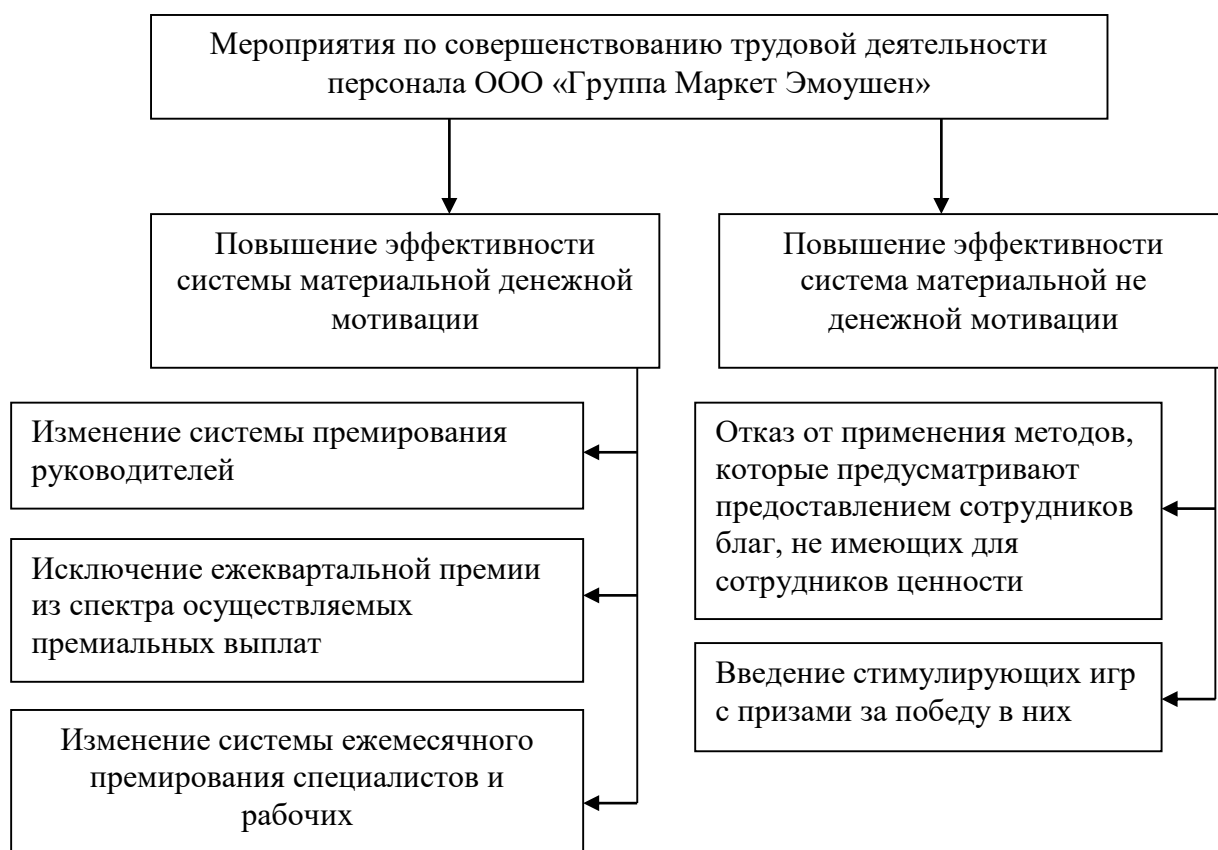 Мероприятия по совершенствованию трудовой деятельности
персонала ООО «Группа Маркет Эмоушен»
Повышение эффективности
системы материальной денежной
мотивации
Повышение эффективности
система материальной не
денежной мотивации
Изменение системы премирования
руководителей
Исключение ежеквартальной премии
из спектра осуществляемых
премиальных выплат
Изменение системы ежемесячного
премирования специалистов и
рабочих
Отказ от применения методов,
которые предусматривают
предоставлением сотрудников
благ, не имеющих для
сотрудников ценности
Введение стимулирующих игр
с призами за победу в них